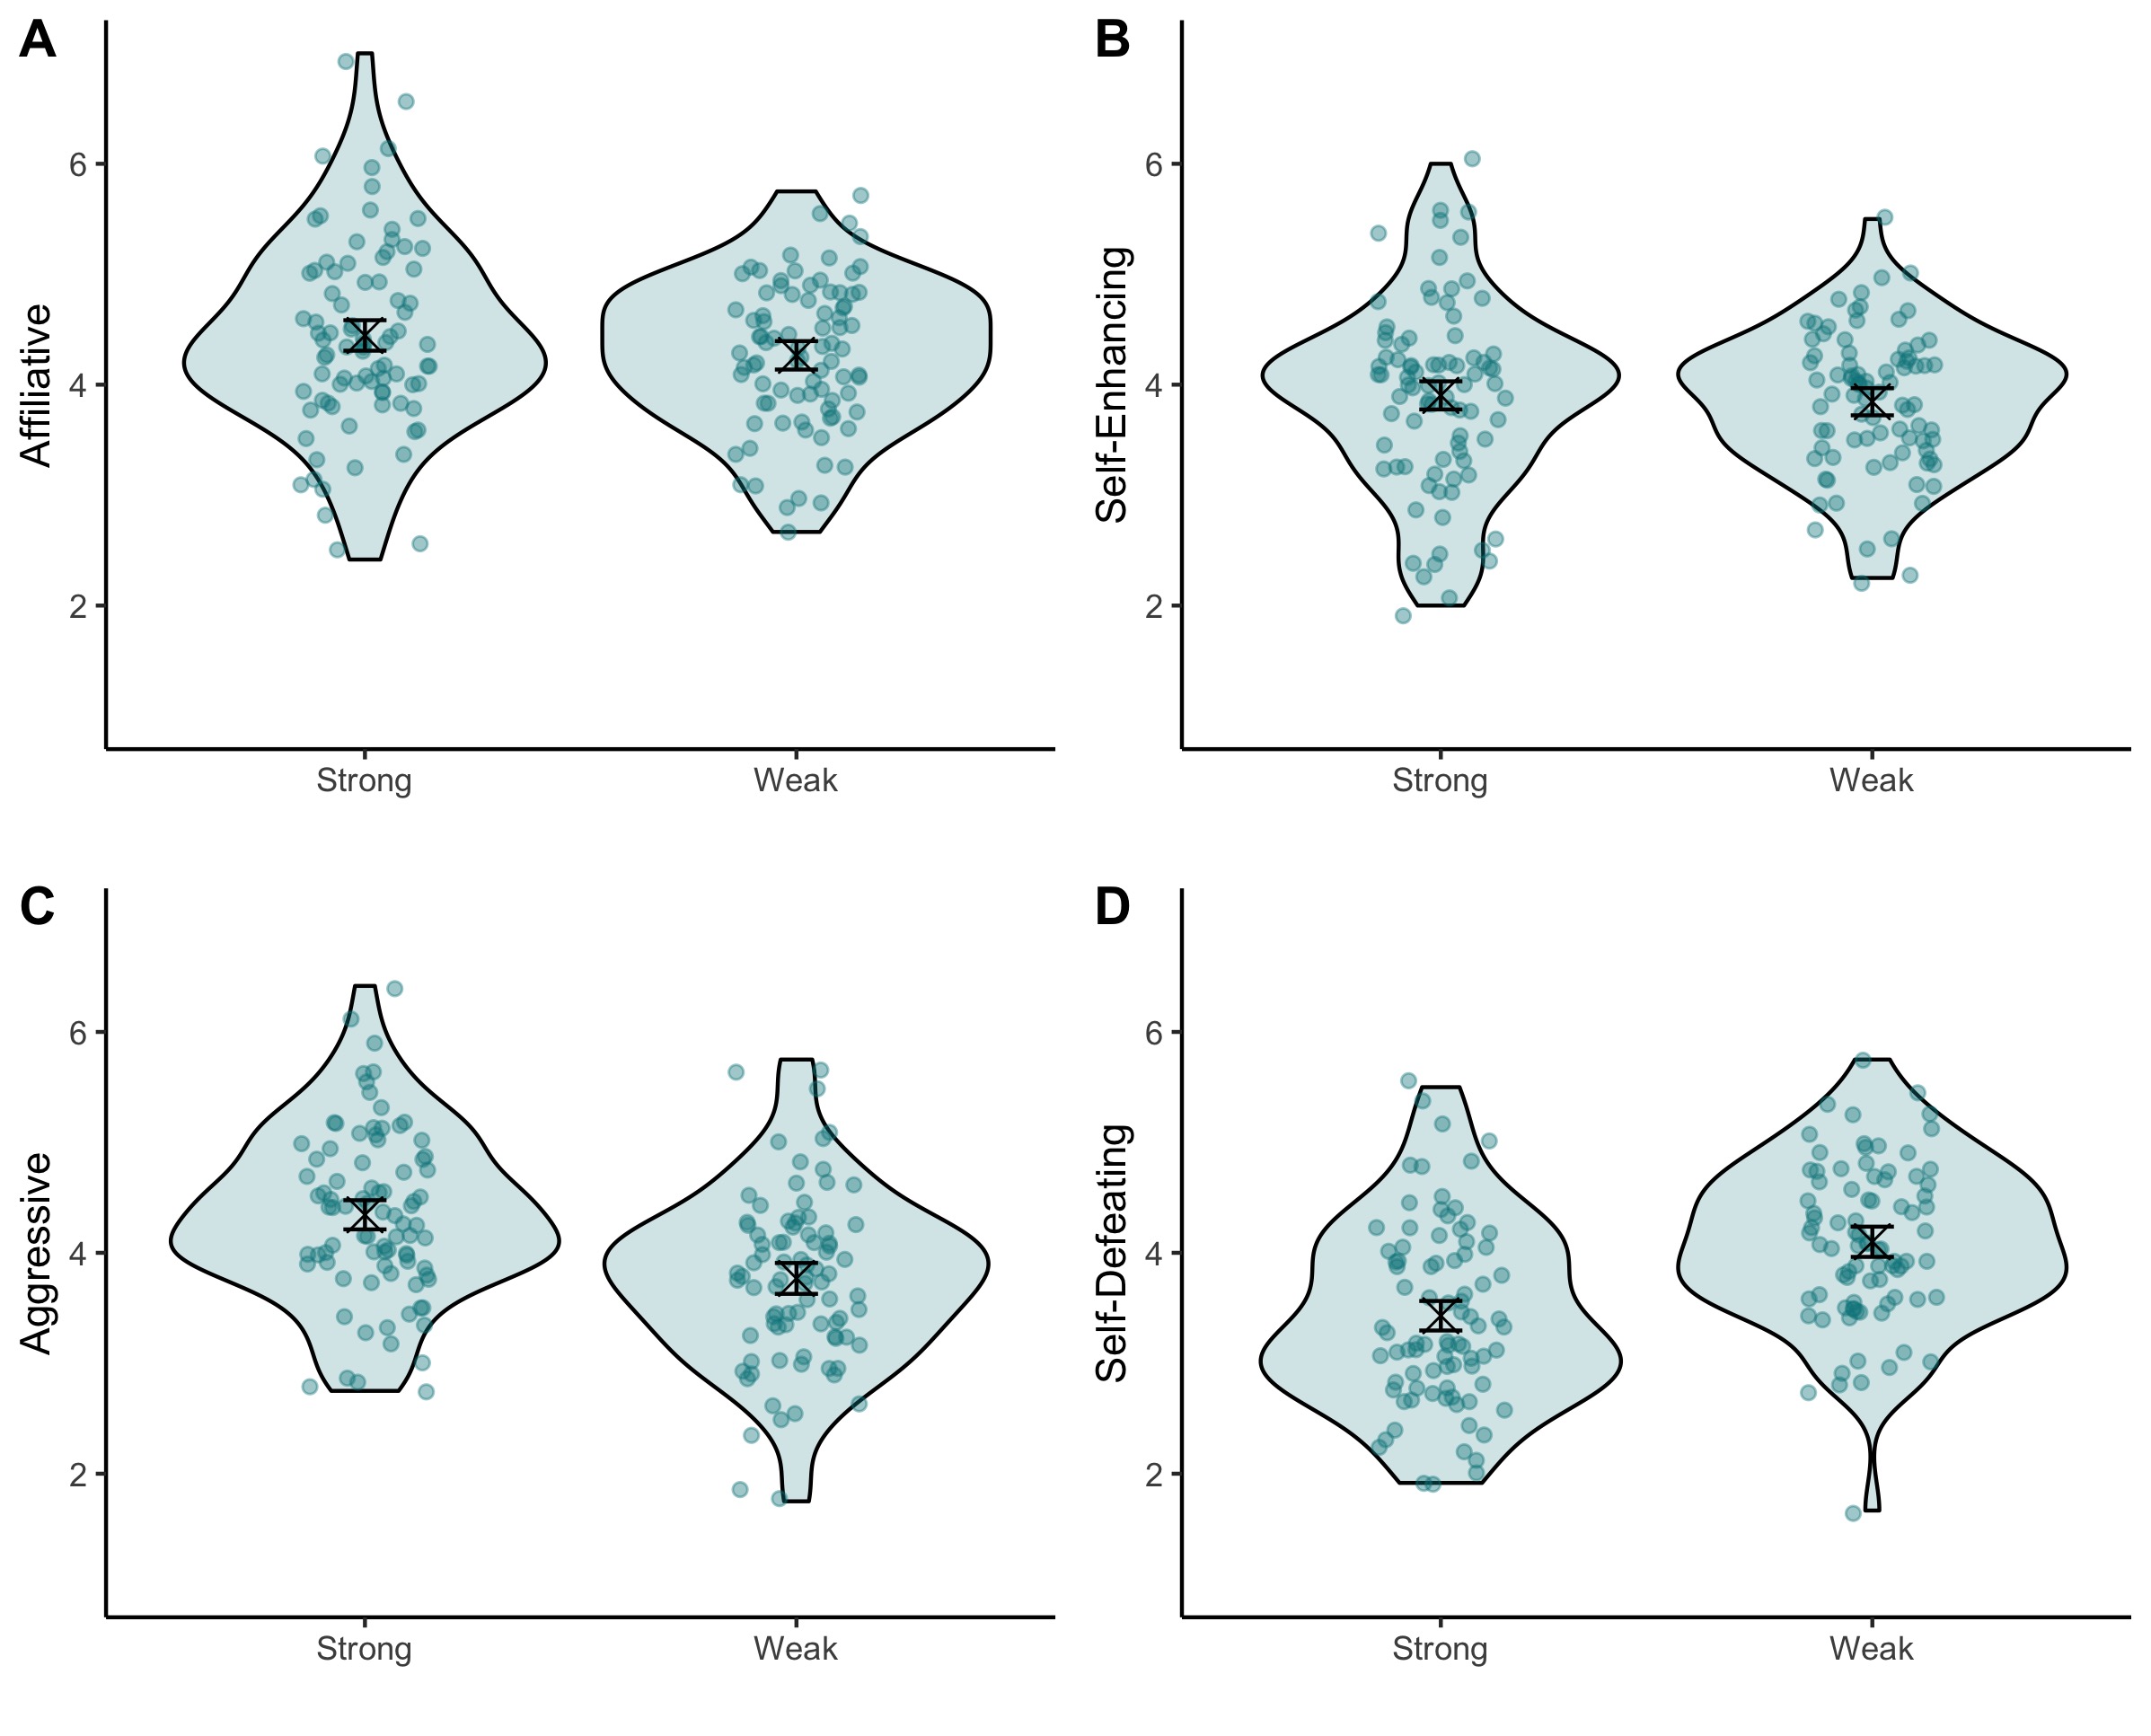 A
Affiliative
6
4
2
Strong Weak
B
Self-Enhancing
6
4
2
Strong Weak
C
Aggressive
6
4
2
Strong Weak
D
Self-Defeating
6
4
2
Strong Weak